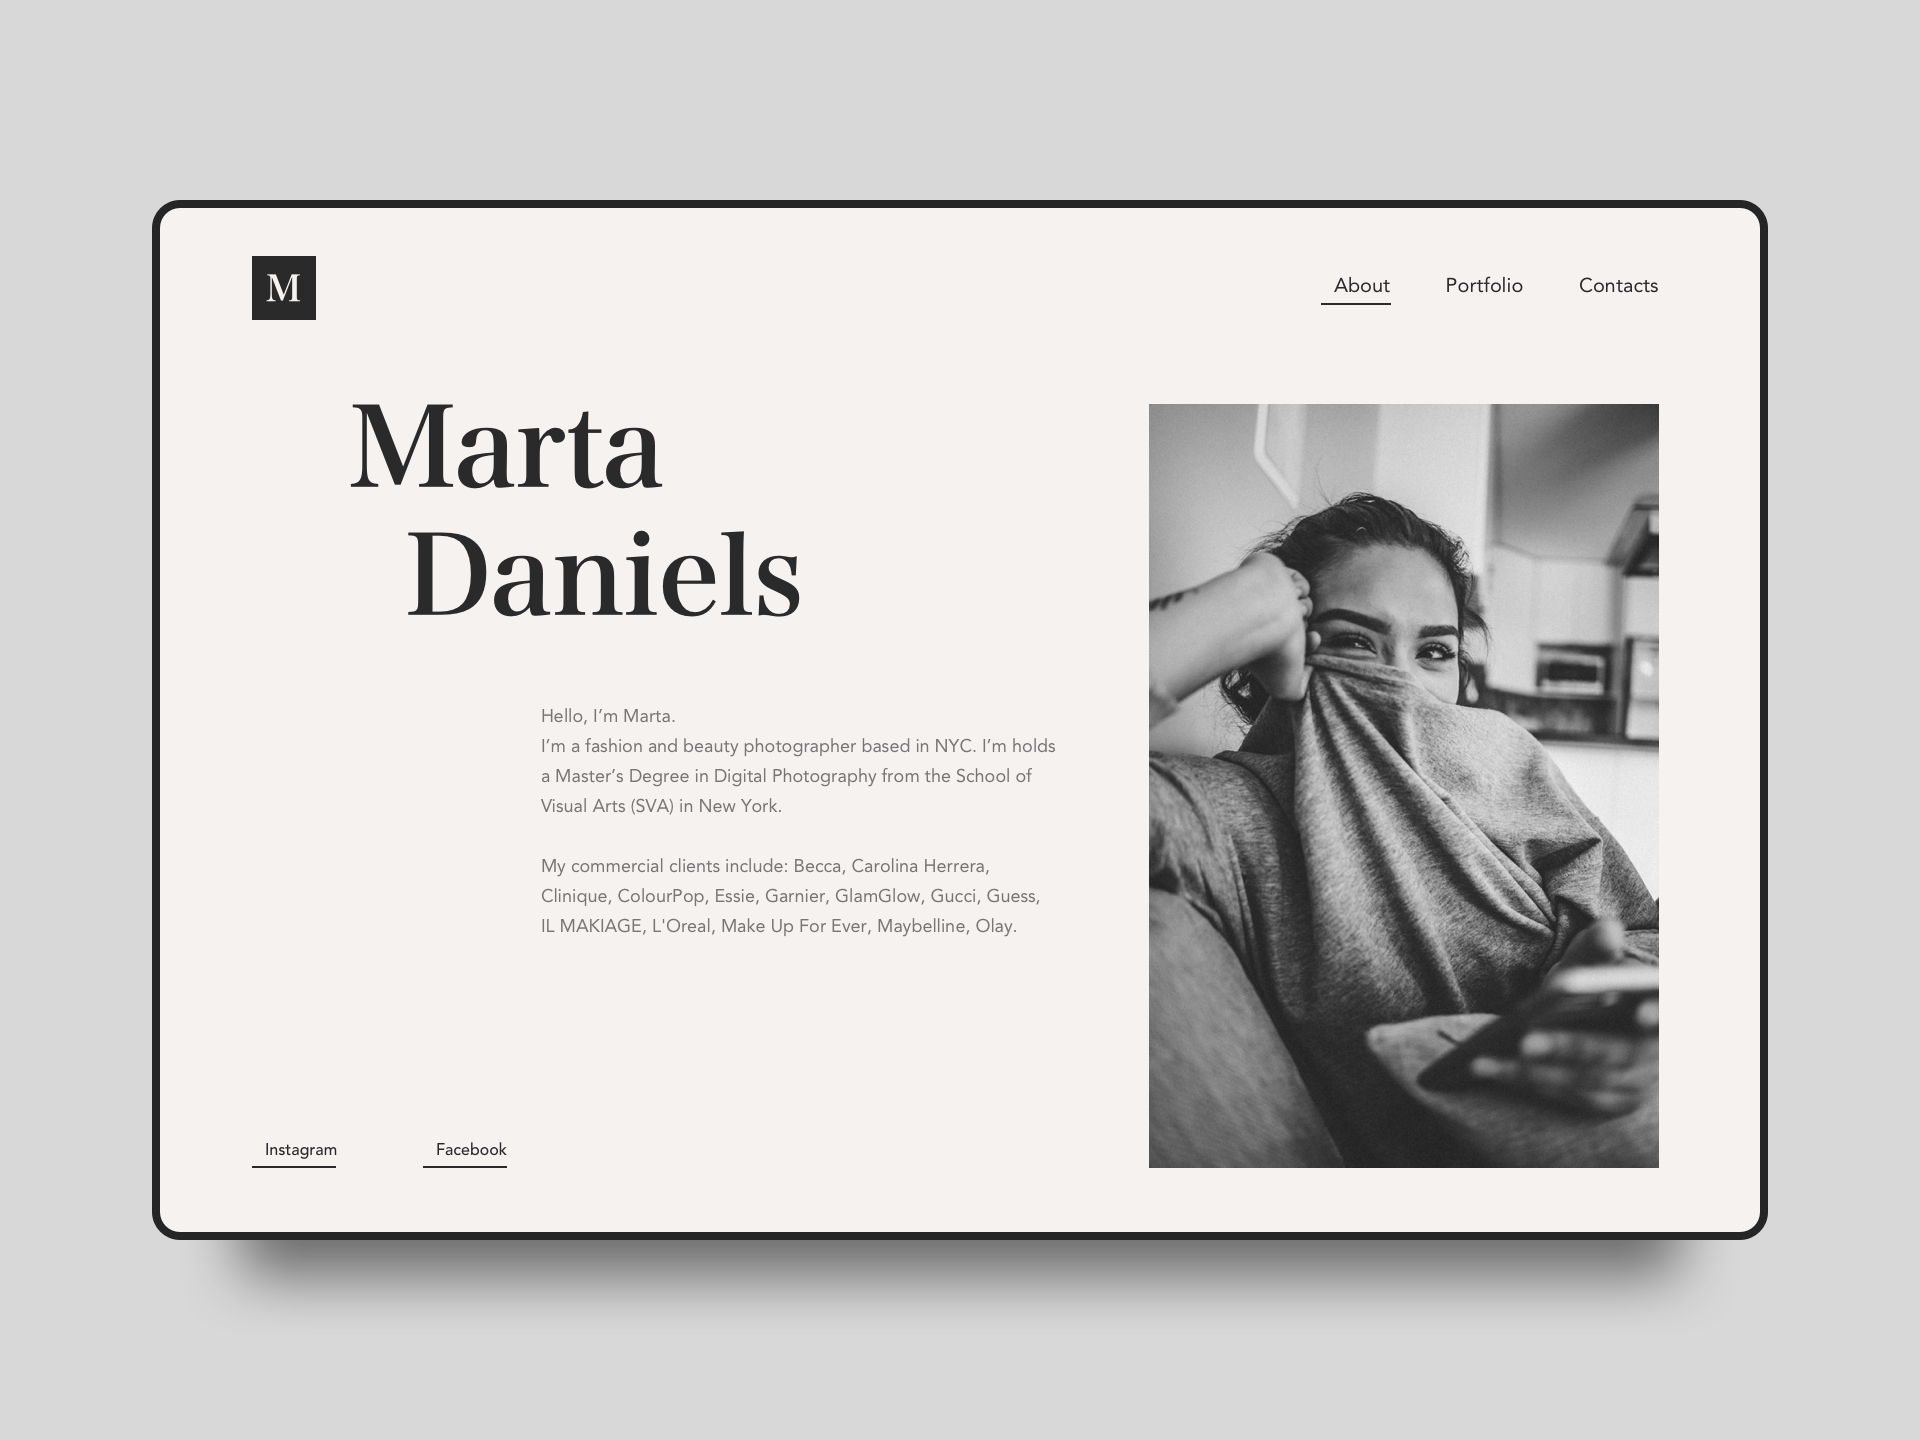 M
About Portfolio Contacts
Marta
Daniels
Hello, I’m Marta.
I’m a fashion and beauty photographer based in NYC. I’m holds
a Master’s Degree in Digital Photography from the School of
Visual Arts (SVA) in New York.
My commercial clients include: Becca, Carolina Herrera,
Clinique, ColourPop, Essie, Garnier, GlamGlow, Gucci, Guess,
IL MAKIAGE, L'Oreal, Make Up For Ever, Maybelline, Olay.
Instagram Facebook